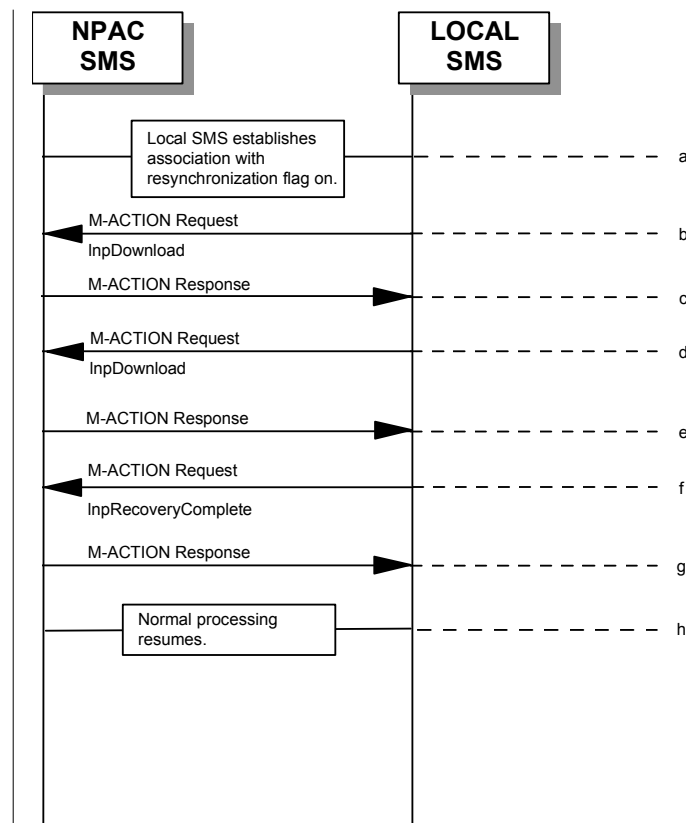 NPAC
SMS
LOCAL
SMS
Local SMS establishes
association with
resynchronization flag on.
a
M-ACTION Request
b
lnpDownload
M-ACTION Response
c
M-ACTION Request
d
lnpDownload
M-ACTION Response
e
M-ACTION Request
f
lnpRecoveryComplete
M-ACTION Response
g
Normal processing
resumes.
h